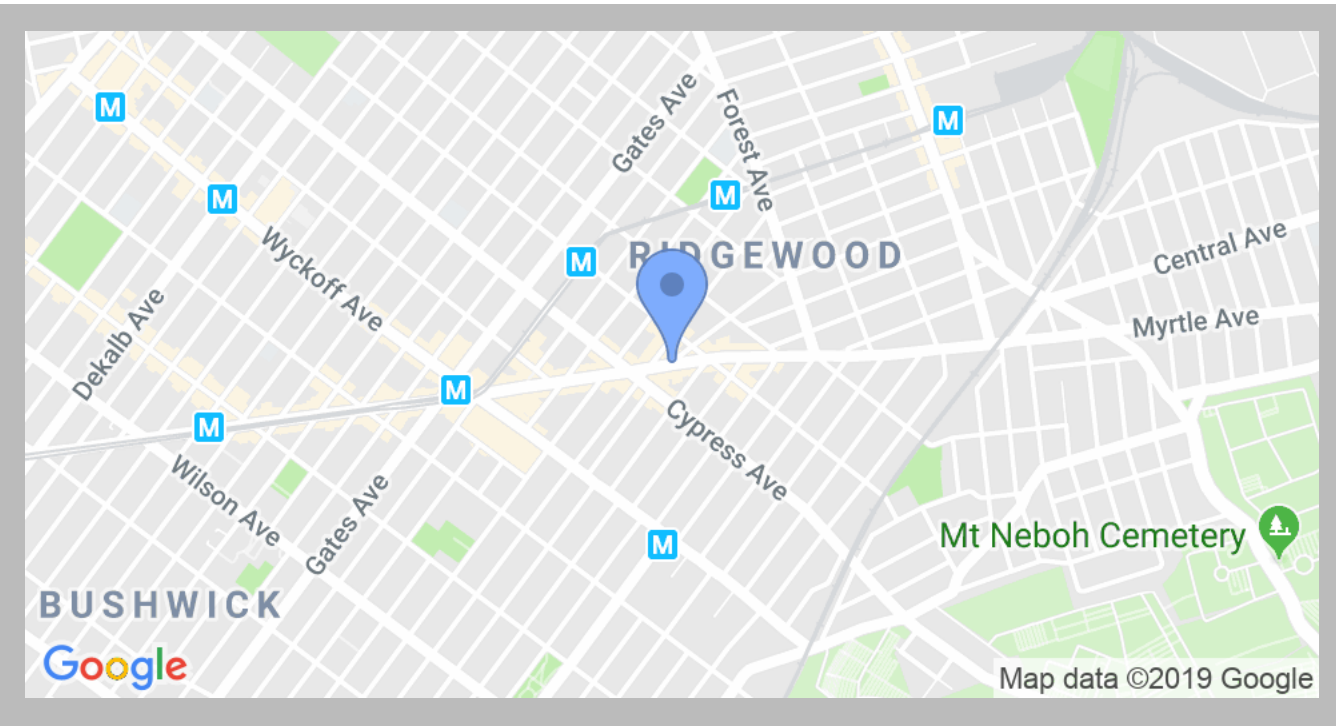 M
Gates Ave
Forest Ave
M
M
M
Wyckoff Ave
M
RIDGEWOOD
Central Ave
Dekalb Ave
Myrtle Ave
M
M
Cypress Ave
Wilson Ave
Gates Ave
M
Mt Neboh Cemetery
BUSHWICK
Google
Map data ©2019 Google